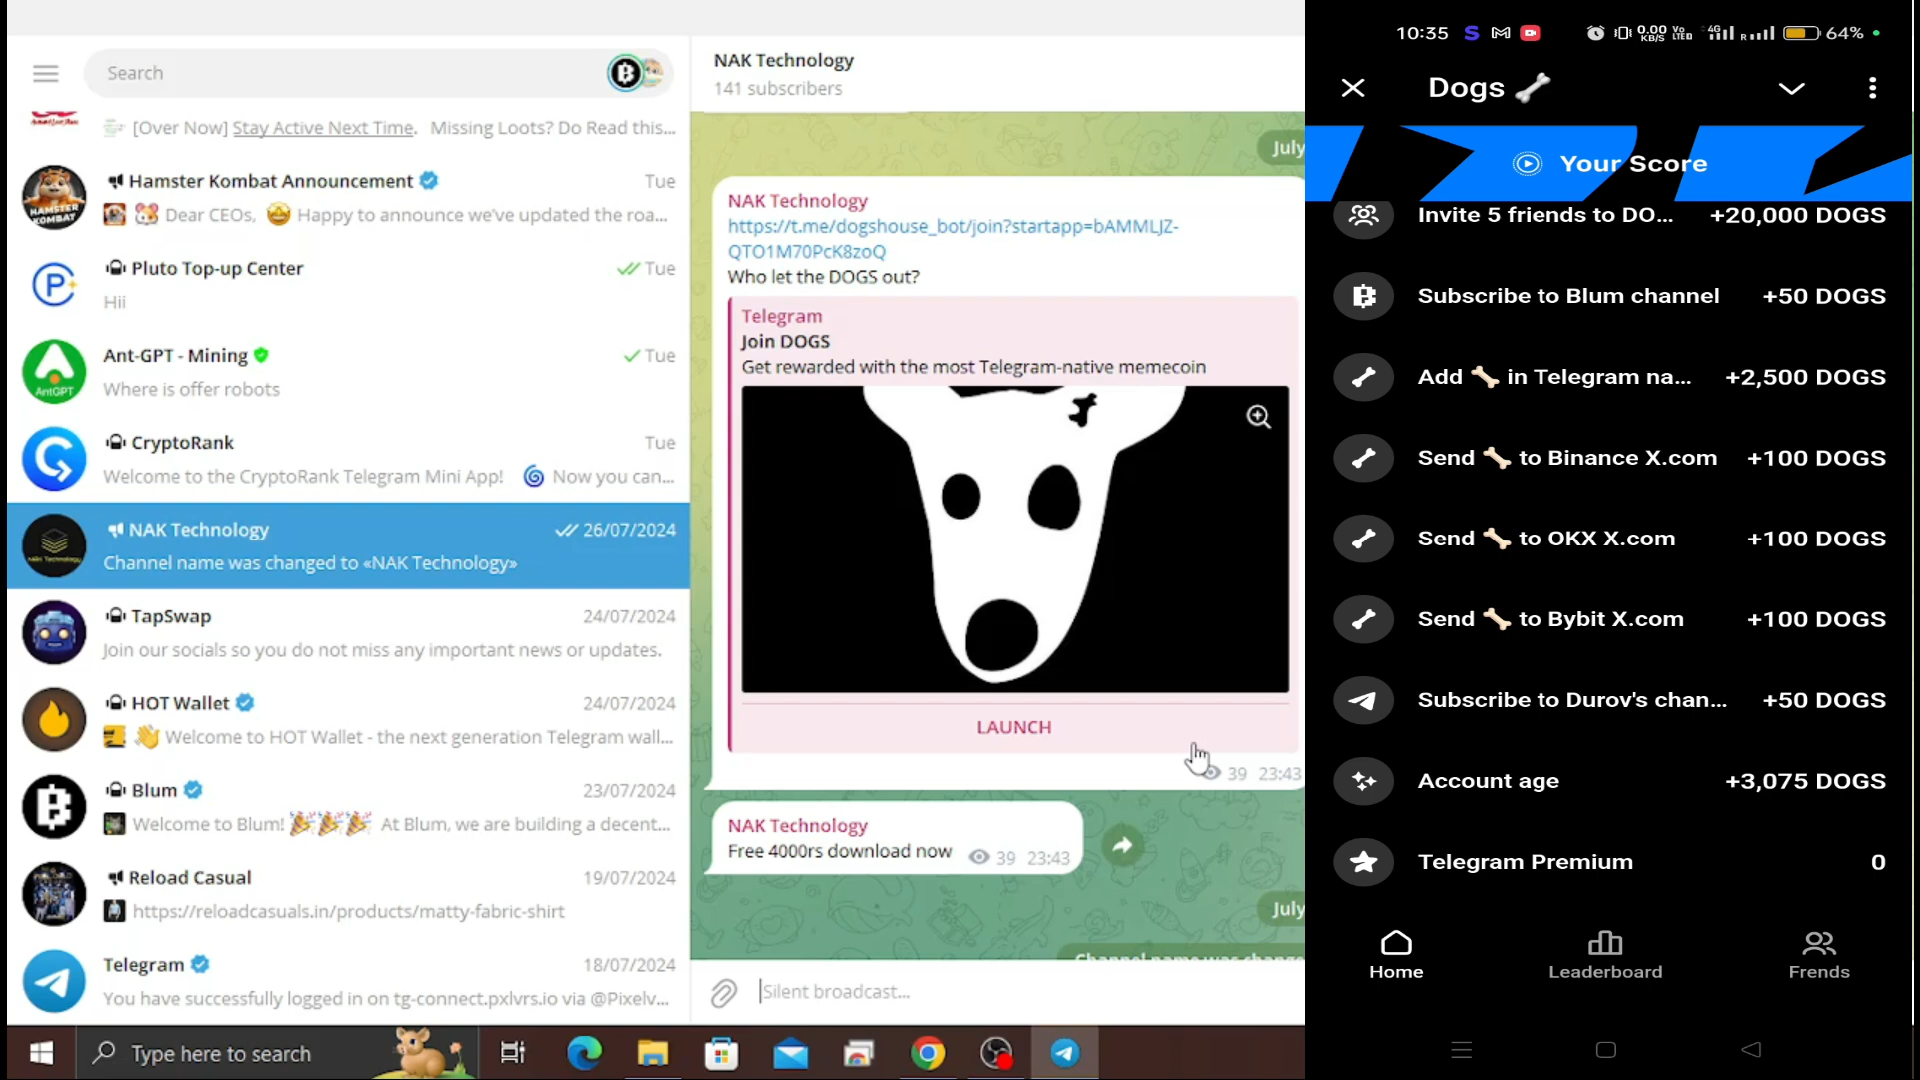 Search
[Over Now] Stay Active Next Time. Missing Loots? Do Read this...
Hamster Kombat Announcement
Tue
Dear CEOs, Happy to announce we've updated the roa...
Pluto Top-up Center
Tue
Hii
Ant-GPT - Mining
Tue
AntGPT
Where is offer robots
CryptoRank
Tue
Welcome to the CryptoRank Telegram Mini App! Now you can...
NAK Technology
26/07/2024
Channel name was changed to «NAK Technology»
TapSwap
24/07/2024
Join our socials so you do not miss any important news or updates.
HOT Wallet
24/07/2024
Welcome to HOT Wallet - the next generation Telegram wall...
Blum
23/07/2024
Welcome to Blum! At Blum, we are building a decent...
Reload Casual
19/07/2024
https://reloadcasuals.in/products/matty-fabric-shirt
Telegram
18/07/2024
You have successfully logged in on tg-connect.pxlvrs.io via @Pixelv...
NAK Technology
141 subscribers
July
NAK Technology
https://t.me/dogshouse_bot/join?startapp=bAMMLJZ-
QTO1M70PcK8zoQ
Who let the DOGS out?
Telegram
Join DOGS
Get rewarded with the most Telegram-native memecoin
LAUNCH
39 23:43
NAK Technology
Free 4000rs download now 39 23:43
July
Channel name was change
Silent broadcast...
Type here to search
10:35
0.00 KB/S
Vo LTE
4G
R
64%
Dogs
Your Score
Invite 5 friends to DO... +20,000 DOGS
Subscribe to Blum channel +50 DOGS
Add 🦴 in Telegram na... +2,500 DOGS
Send 🦴 to Binance X.com +100 DOGS
Send 🦴 to OKX X.com +100 DOGS
Send 🦴 to Bybit X.com +100 DOGS
Subscribe to Durov's chan... +50 DOGS
Account age +3,075 DOGS
Telegram Premium 0
Home
Leaderboard
Frends